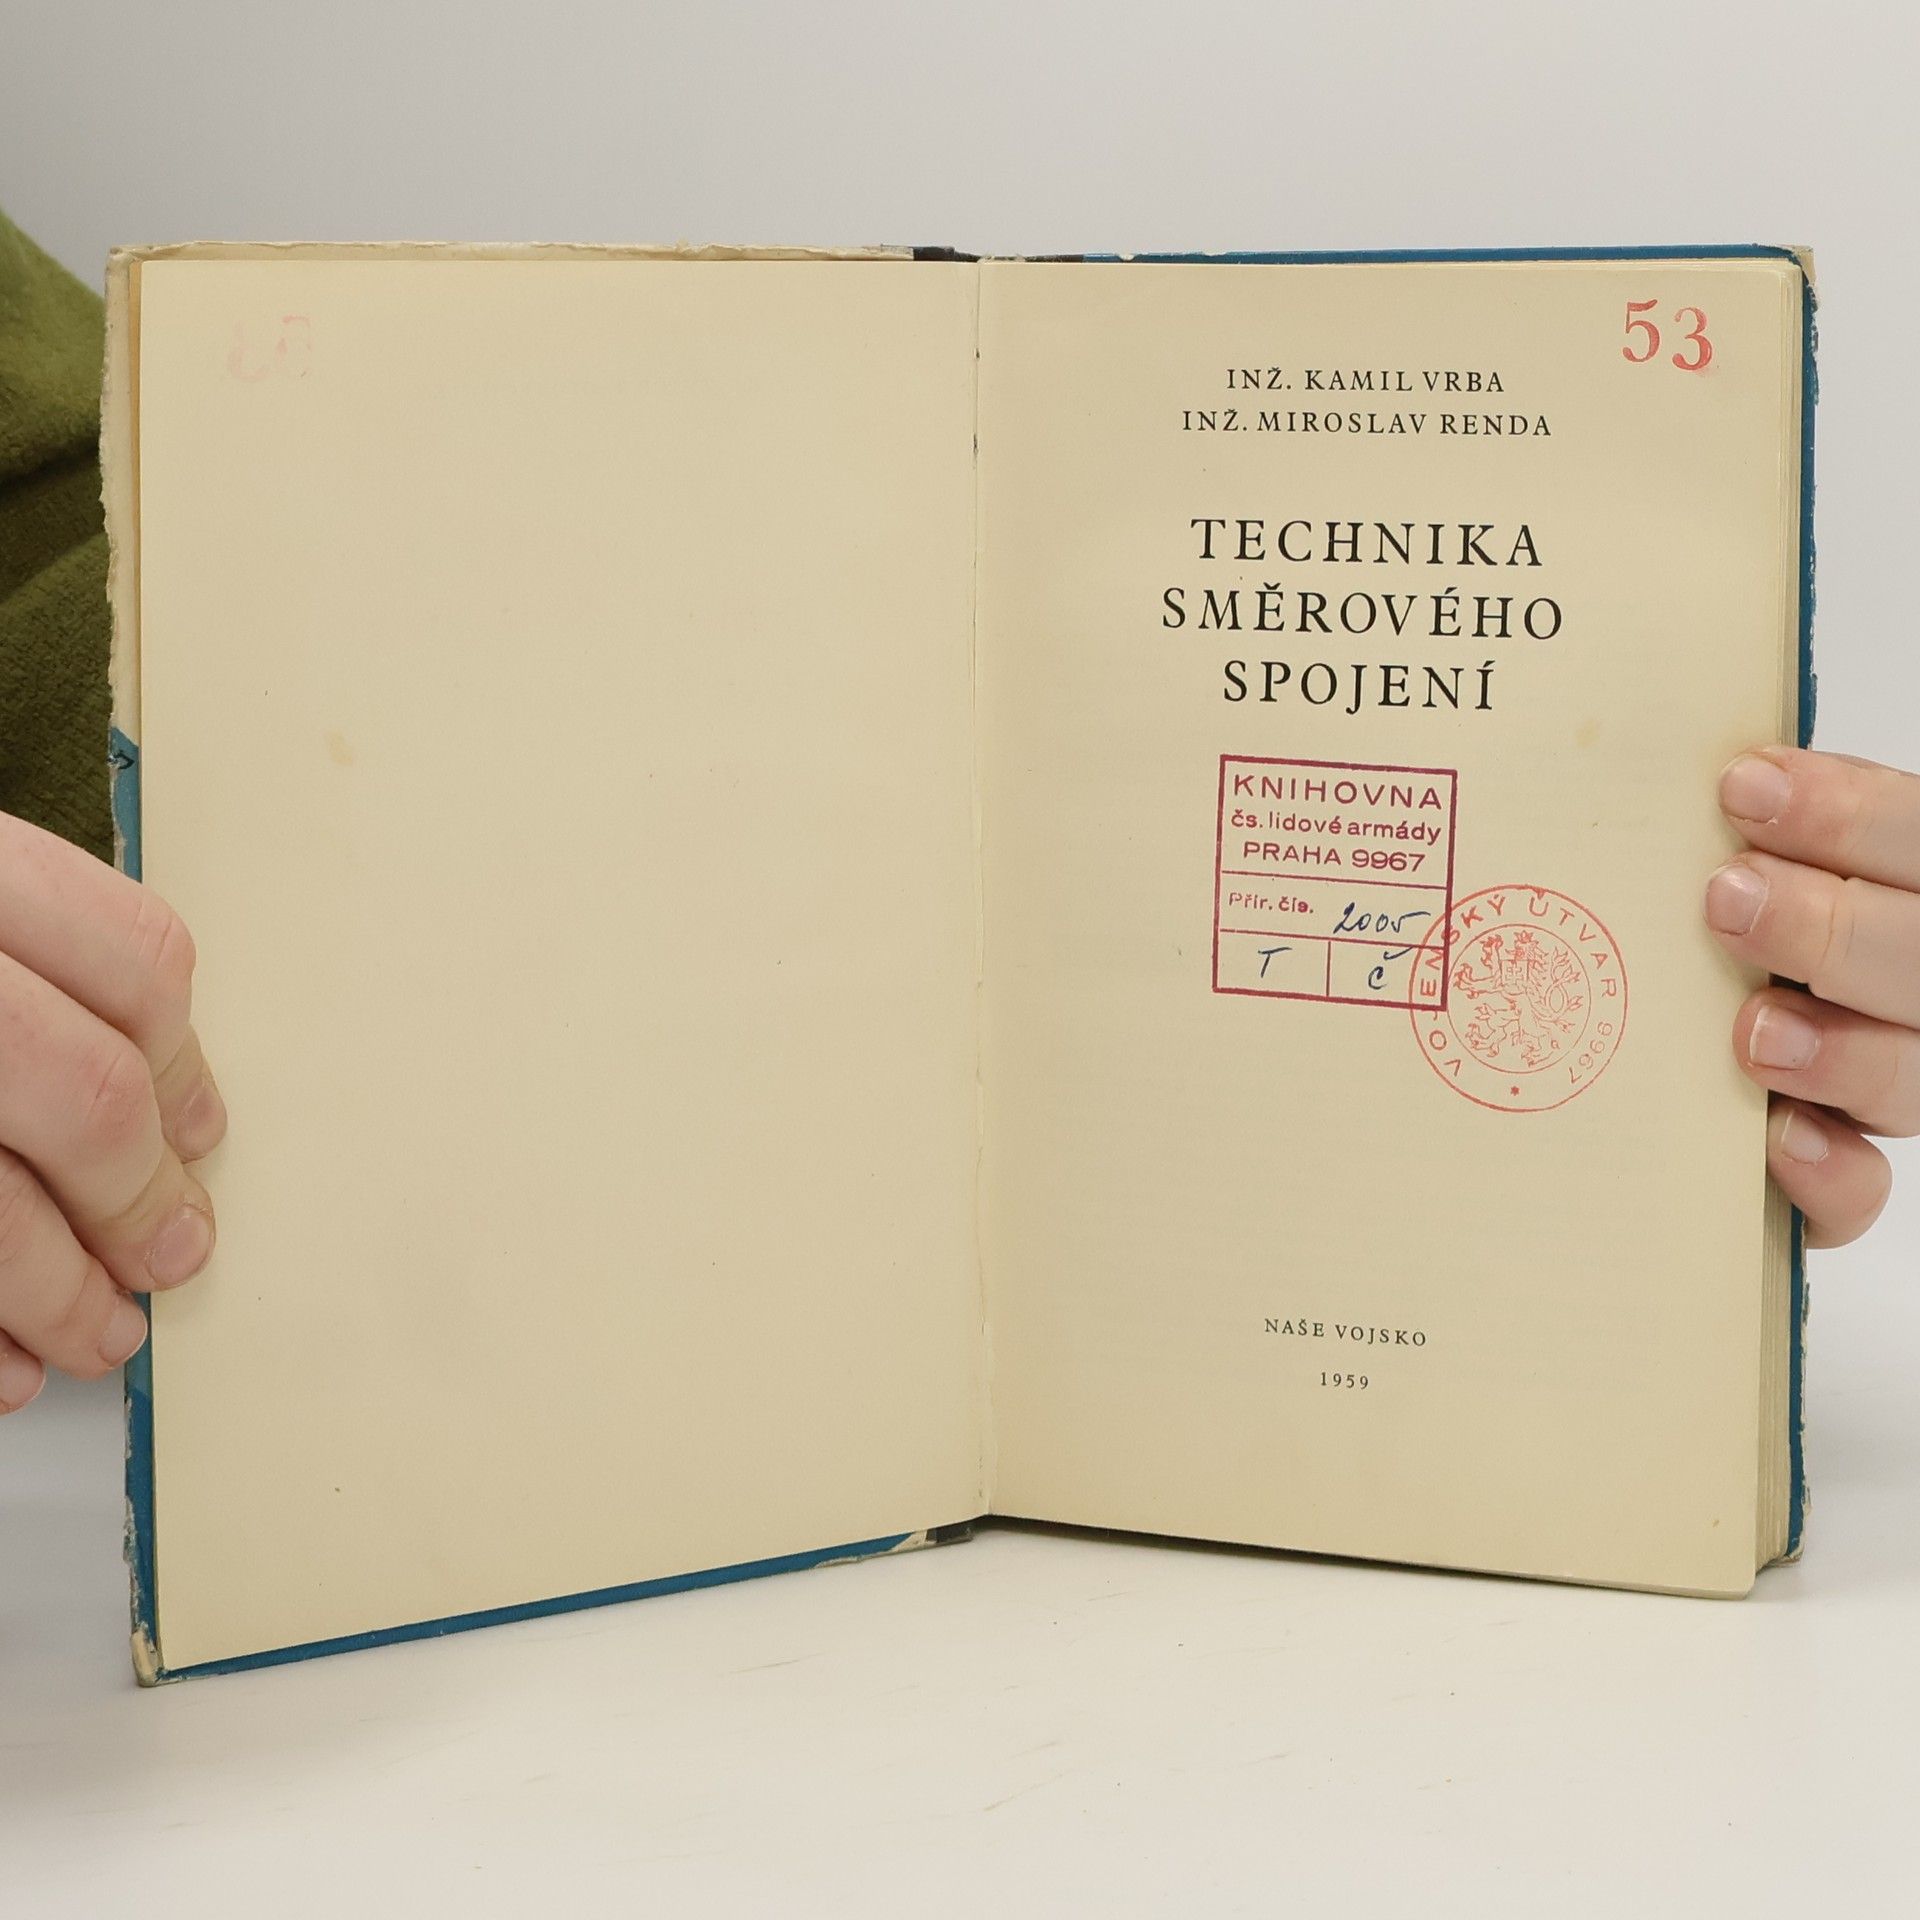 53
INŽ. KAMIL VRBA
INŽ. MIROSLAV RENDA
TECHNIKA
SMĚROVÉHO
SPOJENÍ
KNIHOVNA
čs. lidové armády
PRAHA 9967
Přír. čís. 2005
T Č
VOJENSKÝ ÚTVAR 9967
NAŠE VOJSKO
1959